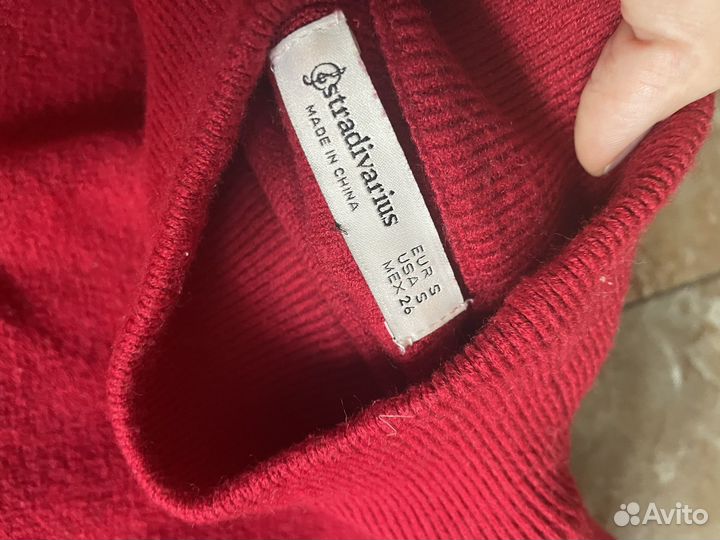 stradivarius
MADE IN CHINA
EUR S
USA S
MEX 26
Avito